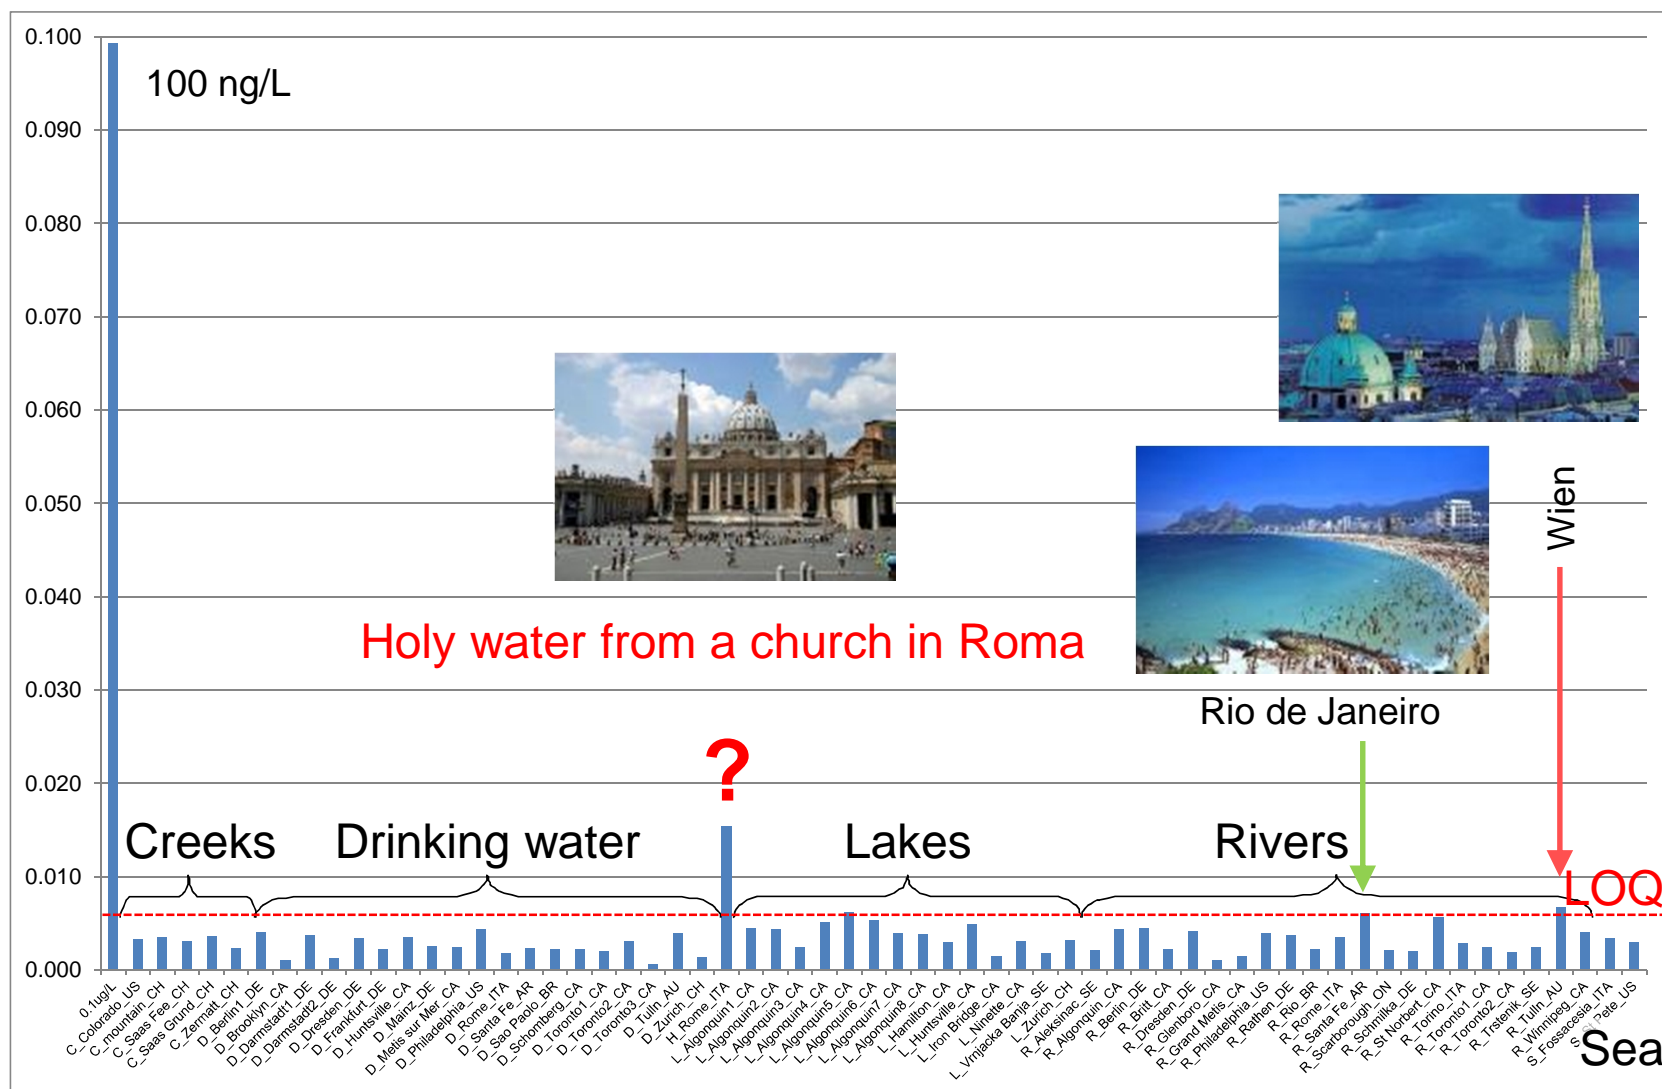 0.100
100 ng/L
0.090
0.080
0.070
0.060
0.050
Wien
0.040
Holy water from a church in Roma
0.030
Rio de Janeiro
?
0.020
Creeks
Drinking water
Lakes
Rivers
0.010
LOQ
0.000
0.1ug/L
C_Colorado_US
C_mountain_CH
C_Saas Fee_CH
C_Saas Grund_CH
C_Zermatt_CH
D_Berlin1_DE
D_Brooklyn_CA
D_Darmstadt1_DE
D_Darmstadt2_DE
D_Dresden_DE
D_Frankfurt_DE
D_Huntsville_CA
D_Mainz_DE
D_Metis sur Mer_CA
D_Philadelphia_US
D_Rome_ITA
D_Santa Fe_AR
D_Sao Paolo_BR
D_Schomberg_CA
D_Toronto1_CA
D_Toronto2_CA
D_Toronto3_CA
D_Tulln_AU
D_Zurich_CH
H_Rome_ITA
L_Algonquin1_CA
L_Algonquin2_CA
L_Algonquin3_CA
L_Algonquin4_CA
L_Algonquin5_CA
L_Algonquin6_CA
L_Algonquin7_CA
L_Algonquin8_CA
L_Hamilton_CA
L_Huntsville_CA
L_Iron Bridge_CA
L_Ninette_CA
L_Vrnjacka Banja_SE
L_Zurich_CH
R_Aleksinac_SE
R_Algonquin_CA
R_Berlin_DE
R_Britt_CA
R_Dresden_DE
R_Glenboro_CA
R_Grand Metis_CA
R_Philadelphia_US
R_Rathen_DE
R_Rio_BR
R_Rome_ITA
R_Santa Fe_AR
R_Scarborough_ON
R_Schmilka_DE
R_St Norbert_CA
R_Torino_ITA
R_Toronto1_CA
R_Toronto2_CA
R_Trstenik_SE
R_Tulln_AU
R_Winnipeg_CA
S_Fossacesia_ITA
S_St Pete_US
Sea